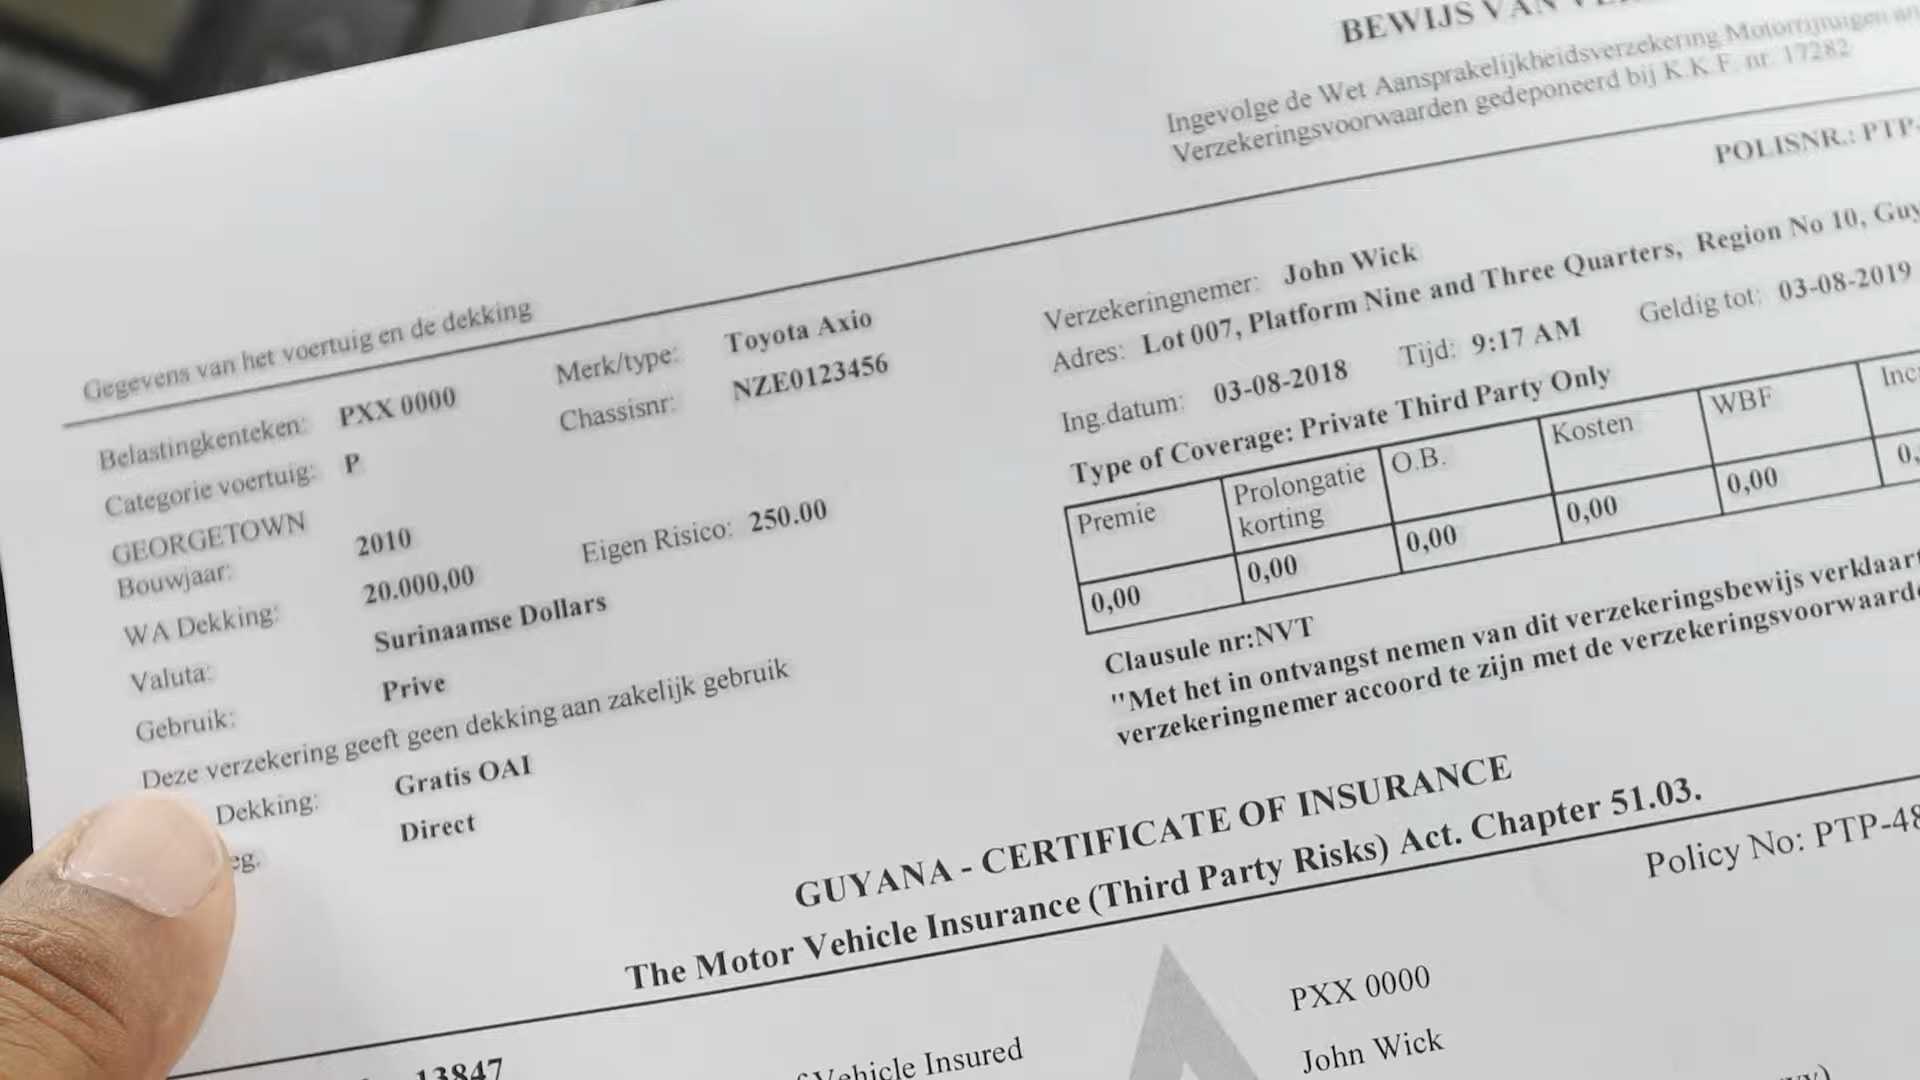 BEWIJS VAN
Ingevolge de Wet Aansprakelijkheidsverzekering Motorrijtuigen
Verzekeringsvoorwaarden gedeponeerd bij K.K.F. nr. 17282
POLISNR.: PTP-
Gegevens van het voertuig en de dekking
Belastingkenteken: PXX 0000 Merk/type: Toyota Axio
Categorie voertuig: P Chassisnr: NZE0123456
GEORGETOWN
Bouwjaar: 2010
WA Dekking: 20.000,00 Eigen Risico: 250.00
Valuta: Surinaamse Dollars
Gebruik: Prive
Deze verzekering geeft geen dekking aan zakelijk gebruik
Dekking: Gratis OAI
eg. Direct
Verzekeringnemer: John Wick
Adres: Lot 007, Platform Nine and Three Quarters, Region No 10, Guy
Ing.datum: 03-08-2018 Tijd: 9:17 AM Geldig tot: 03-08-2019
Type of Coverage: Private Third Party Only
Premie Prolongatie korting O.B. Kosten WBF Inc
0,00 0,00 0,00 0,00 0,00 0,
Clausule nr:NVT
"Met het in ontvangst nemen van dit verzekeringsbewijs verklaart
verzekeringnemer accoord te zijn met de verzekeringsvoorwaarde
GUYANA - CERTIFICATE OF INSURANCE
The Motor Vehicle Insurance (Third Party Risks) Act. Chapter 51.03.
Policy No: PTP-48
13847
Vehicle Insured PXX 0000
John Wick